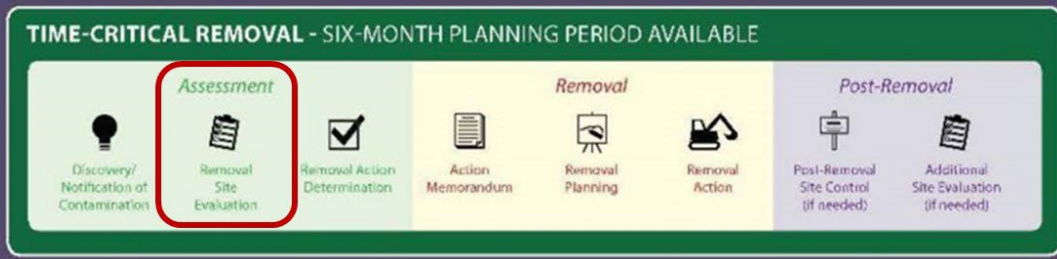 TIME-CRITICAL REMOVAL - SIX-MONTH PLANNING PERIOD AVAILABLE
Assessment
Discovery/
Notification of
Contamination
Removal
Site
Evaluation
Removal Action
Determination
Removal
Action
Memorandum
Removal
Planning
Removal
Action
Post-Removal
Post-Removal
Site Control
(if needed)
Additional
Site Evaluation
(if needed)